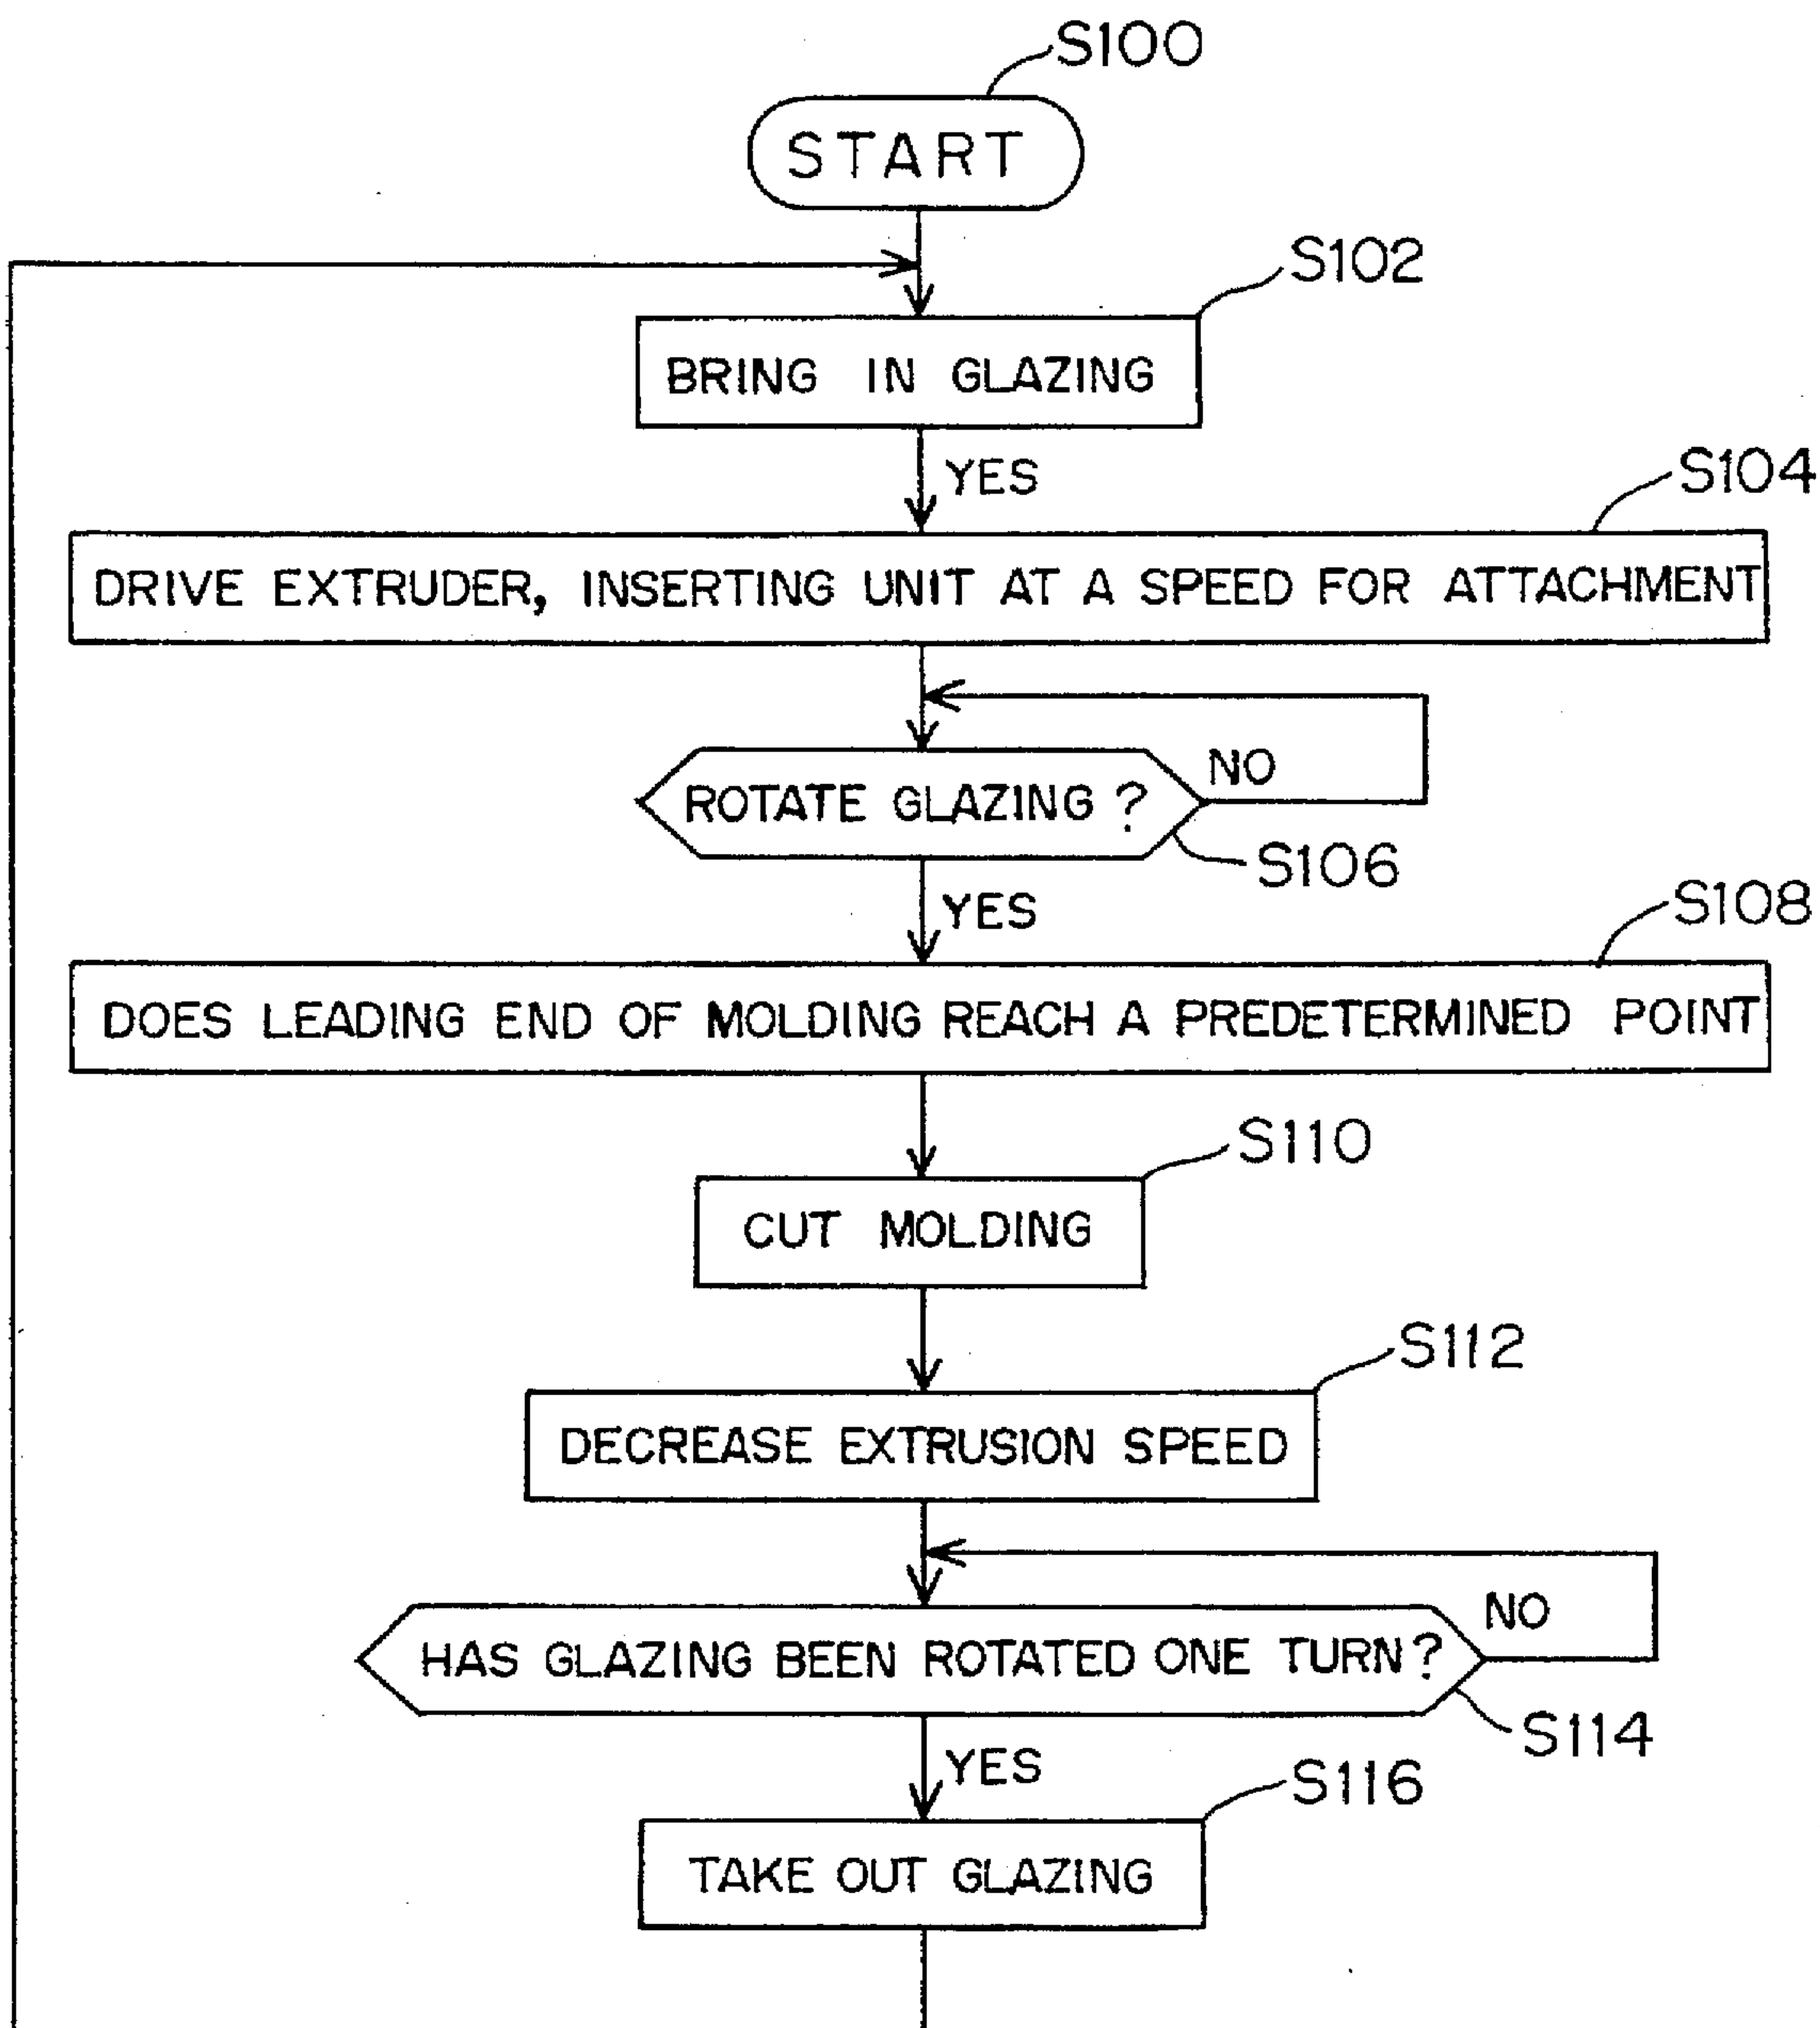 S100
START
S102
BRING IN GLAZING
YES
S104
DRIVE EXTRUDER, INSERTING UNIT AT A SPEED FOR ATTACHMENT
NO
ROTATE GLAZING ?
S106
YES
S108
DOES LEADING END OF MOLDING REACH A PREDETERMINED POINT
S110
CUT MOLDING
S112
DECREASE EXTRUSION SPEED
NO
HAS GLAZING BEEN ROTATED ONE TURN?
S114
YES
S116
TAKE OUT GLAZING